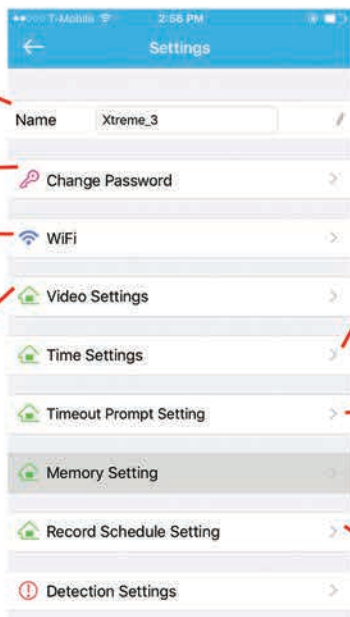 T-Mobile 2:56 PM
Settings
Name Xtreme_3
Change Password
WiFi
Video Settings
Time Settings
Timeout Prompt Setting
Memory Setting
Record Schedule Setting
Detection Settings